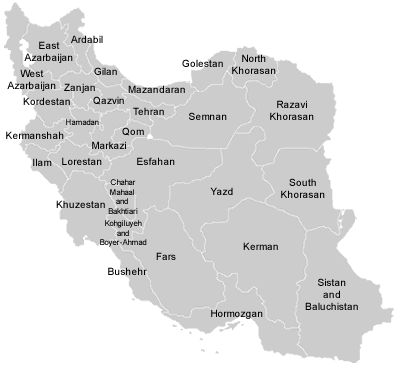 Ardabil
East
Azarbaijan
West
Azarbaijan
Gilan
Golestan
North
Khorasan
Zanjan
Mazandaran
Kordestan
Qazvin
Tehran
Semnan
Razavi
Khorasan
Hamadan
Kermanshah
Qom
Markazi
Ilam
Lorestan
Esfahan
Yazd
South
Khorasan
Chahar
Mahaal
and
Bakhtiari
Khuzestan
Kohgiluyeh
and
Boyer-Ahmad
Fars
Kerman
Bushehr
Sistan
and
Baluchistan
Hormozgan